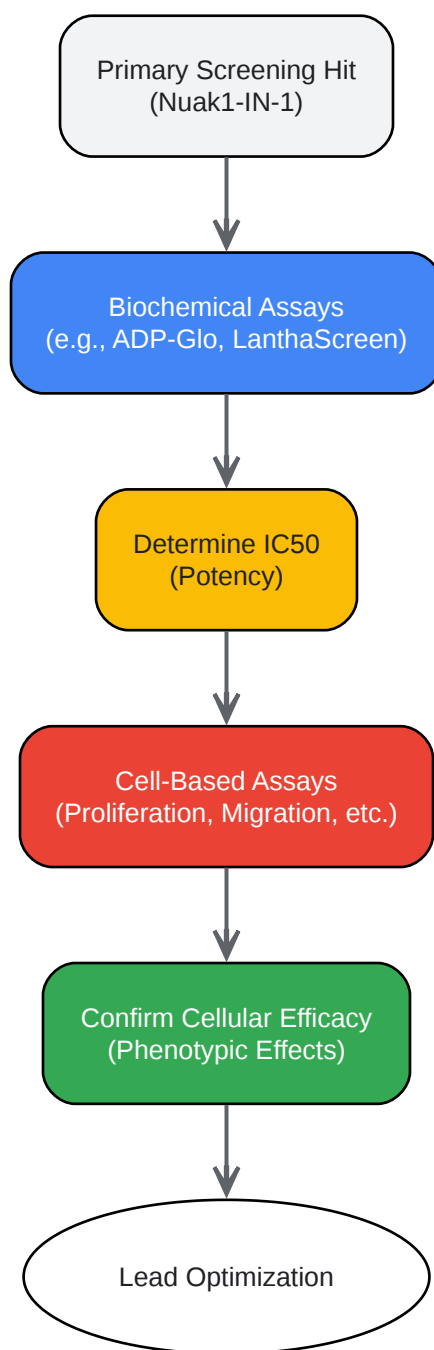 Primary Screening Hit
(Nuak1-IN-1)
Biochemical Assays
(e.g., ADP-Glo, LanthaScreen)
Determine IC50
(Potency)
Cell-Based Assays
(Proliferation, Migration, etc.)
Confirm Cellular Efficacy
(Phenotypic Effects)
Lead Optimization